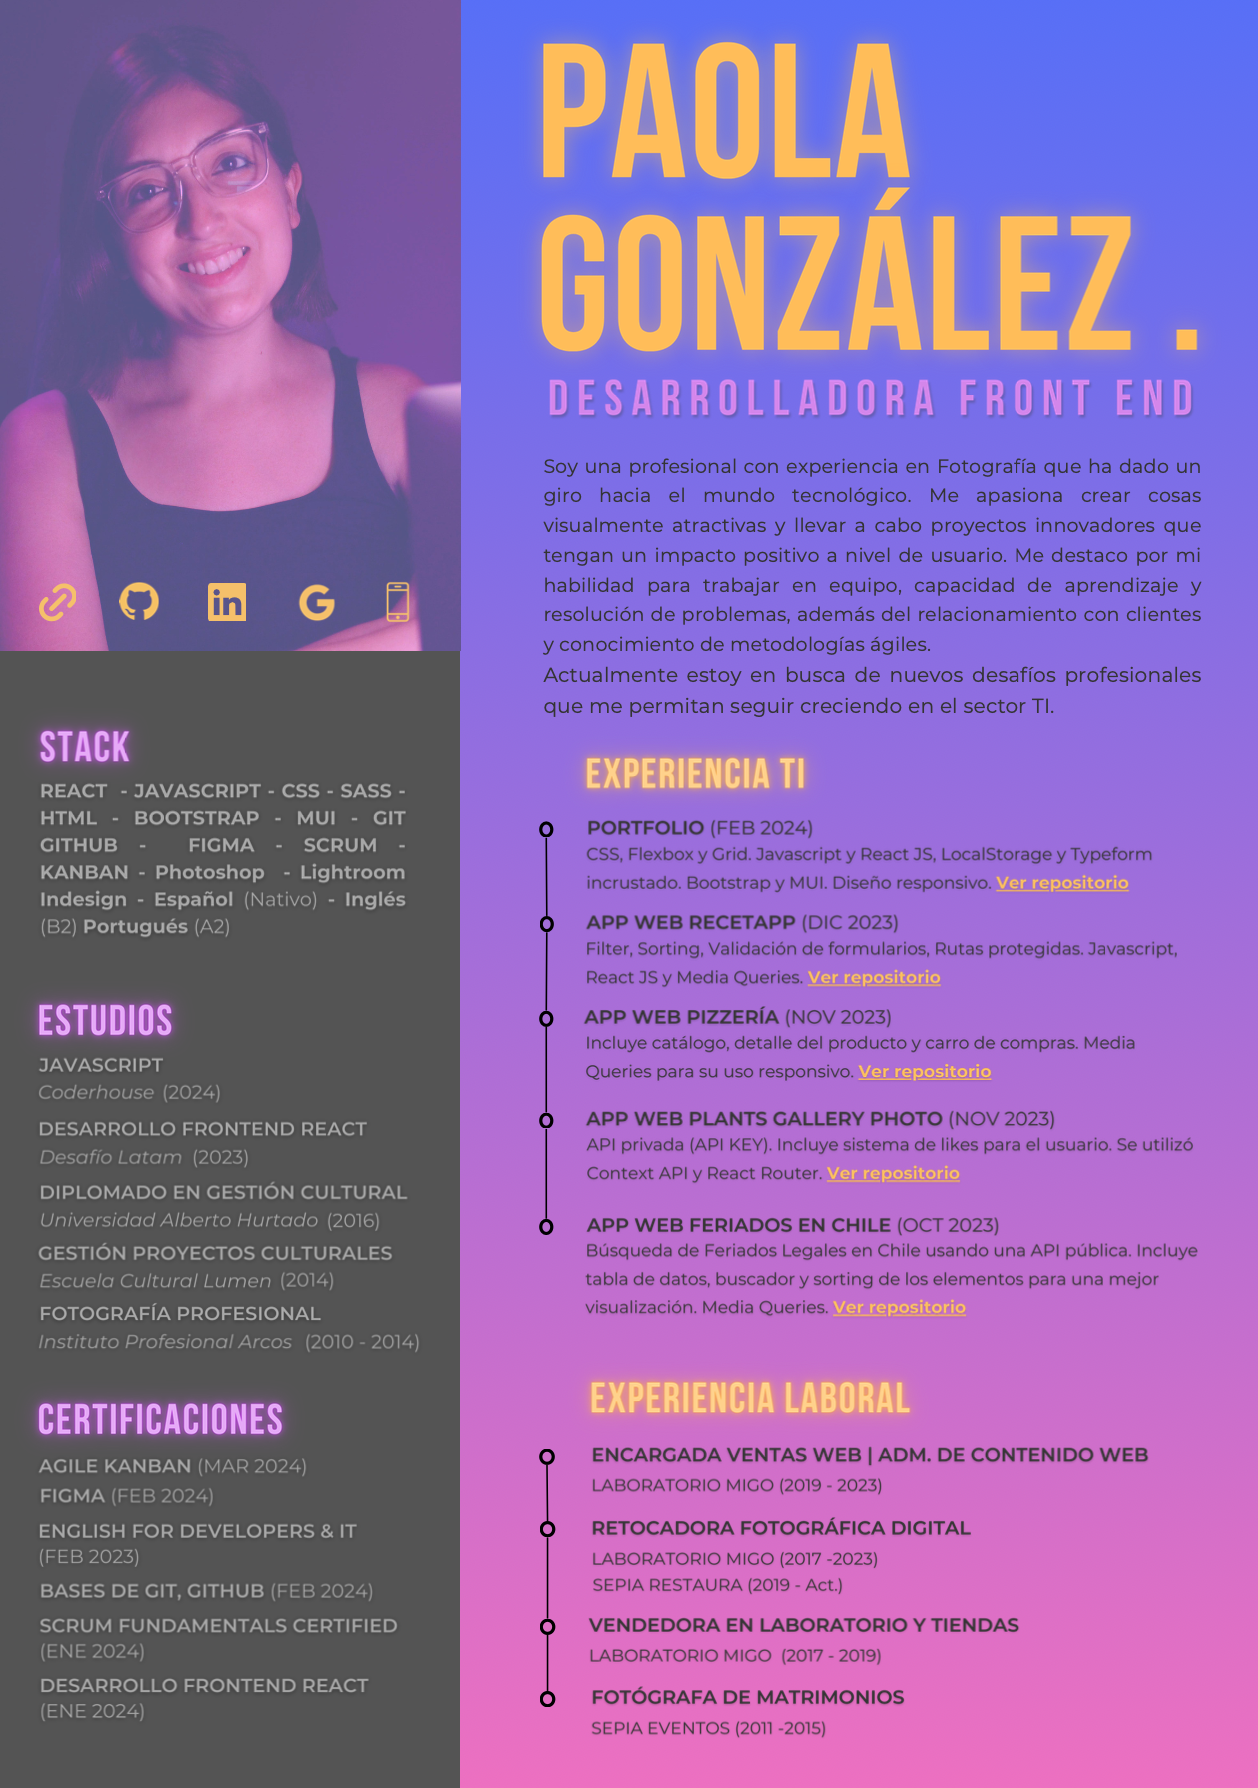 PAOLA
GONZÁLEZ .
DESARROLLADORA FRONT END
Soy una profesional con experiencia en Fotografía que ha dado un
giro hacia el mundo tecnológico. Me apasiona crear cosas
visualmente atractivas y llevar a cabo proyectos innovadores que
tengan un impacto positivo a nivel de usuario. Me destaco por mi
habilidad para trabajar en equipo, capacidad de aprendizaje y
resolución de problemas, además del relacionamiento con clientes
y conocimiento de metodologías ágiles.
Actualmente estoy en busca de nuevos desafíos profesionales
que me permitan seguir creciendo en el sector TI.
in
G
STACK
REACT - JAVASCRIPT - CSS - SASS -
HTML - BOOTSTRAP - MUI - GIT
GITHUB - FIGMA - SCRUM -
KANBAN - Photoshop - Lightroom
Indesign - Español (Nativo) - Inglés
(B2) Portugués (A2)
ESTUDIOS
JAVASCRIPT
Coderhouse (2024)
DESARROLLO FRONTEND REACT
Desafío Latam (2023)
DIPLOMADO EN GESTIÓN CULTURAL
Universidad Alberto Hurtado (2016)
GESTIÓN PROYECTOS CULTURALES
Escuela Cultural Lumen (2014)
FOTOGRAFÍA PROFESIONAL
Instituto Profesional Arcos (2010 - 2014)
CERTIFICACIONES
AGILE KANBAN (MAR 2024)
FIGMA (FEB 2024)
ENGLISH FOR DEVELOPERS & IT
(FEB 2023)
BASES DE GIT, GITHUB (FEB 2024)
SCRUM FUNDAMENTALS CERTIFIED
(ENE 2024)
DESARROLLO FRONTEND REACT
(ENE 2024)
EXPERIENCIA TI
PORTFOLIO (FEB 2024)
CSS, Flexbox y Grid. Javascript y React JS, LocalStorage y Typeform
incrustado. Bootstrap y MUI. Diseño responsivo. Ver repositorio
APP WEB RECETAPP (DIC 2023)
Filter, Sorting, Validación de formularios, Rutas protegidas. Javascript,
React JS y Media Queries. Ver repositorio
APP WEB PIZZERÍA (NOV 2023)
Incluye catálogo, detalle del producto y carro de compras. Media
Queries para su uso responsivo. Ver repositorio
APP WEB PLANTS GALLERY PHOTO (NOV 2023)
API privada (API KEY). Incluye sistema de likes para el usuario. Se utilizó
Context API y React Router. Ver repositorio
APP WEB FERIADOS EN CHILE (OCT 2023)
Búsqueda de Feriados Legales en Chile usando una API pública. Incluye
tabla de datos, buscador y sorting de los elementos para una mejor
visualización. Media Queries. Ver repositorio
EXPERIENCIA LABORAL
ENCARGADA VENTAS WEB | ADM. DE CONTENIDO WEB
LABORATORIO MIGO (2019 - 2023)
RETOCADORA FOTOGRÁFICA DIGITAL
LABORATORIO MIGO (2017 -2023)
SEPIA RESTAURA (2019 - Act.)
VENDEDORA EN LABORATORIO Y TIENDAS
LABORATORIO MIGO (2017 - 2019)
FOTÓGRAFA DE MATRIMONIOS
SEPIA EVENTOS (2011 -2015)